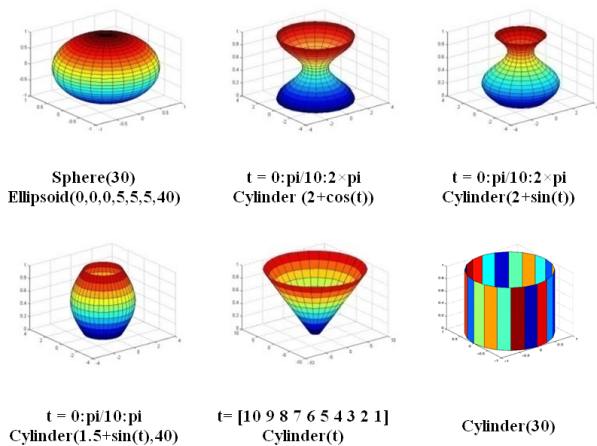 Sphere(30)
Ellipsoid(0,0,0,5,5,5,40)
t = 0:pi/10:2×pi
Cylinder (2+cos(t))
t = 0:pi/10:2×pi
Cylinder(2+sin(t))
t = 0:pi/10:pi
Cylinder(1.5+sin(t),40)
t= [10 9 8 7 6 5 4 3 2 1]
Cylinder(t)
Cylinder(30)